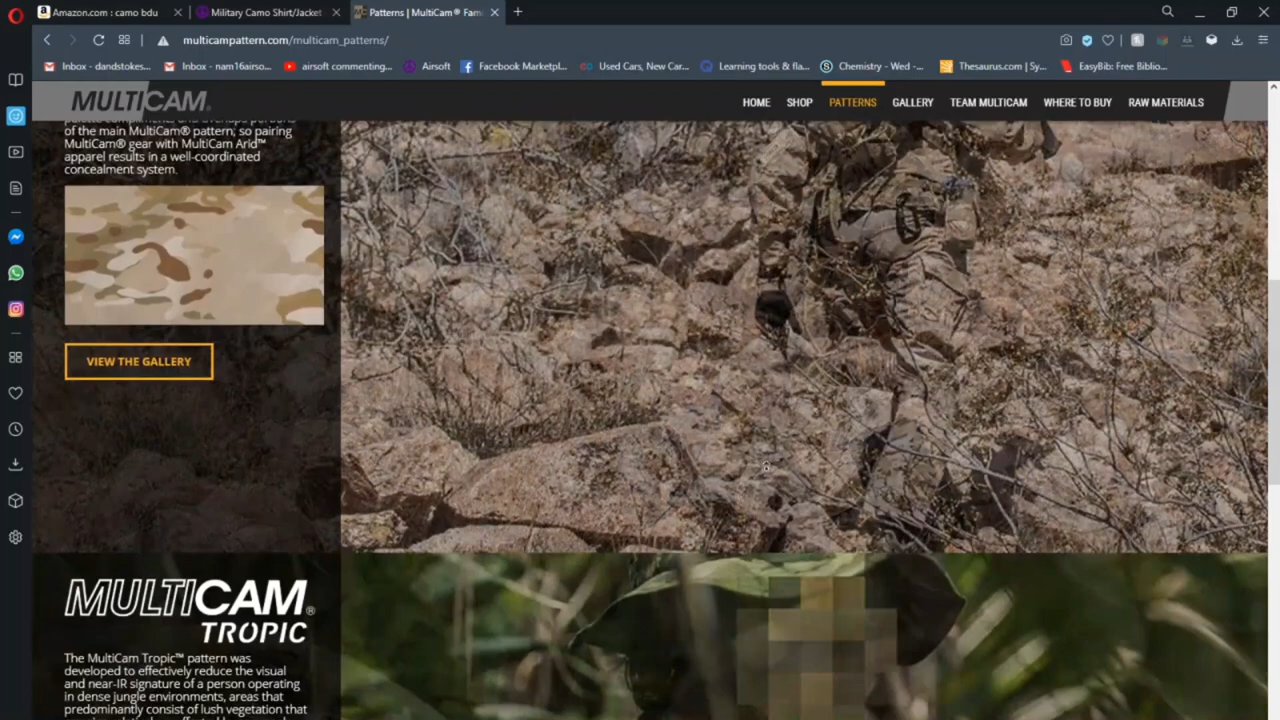 Amazon.com : camo bdu
Military Camo Shirt/Jacket
Patterns | MultiCam® Fam
multicampattern.com/multicam_patterns/
Inbox - dandstokes...
Inbox - nam16airso...
airsoft commenting...
Airsoft
Facebook Marketpl...
Used Cars, New Car...
Learning tools & fla...
Chemistry - Wed -...
Thesaurus.com | Sy...
EasyBib: Free Biblio...
MULTICAM®
HOME
SHOP
PATTERNS
GALLERY
TEAM MULTICAM
WHERE TO BUY
RAW MATERIALS
of the main MultiCam® pattern, so pairing
MultiCam® gear with MultiCam Arid™
apparel results in a well-coordinated
concealment system.
VIEW THE GALLERY
MULTICAM®
TROPIC
The MultiCam Tropic™ pattern was
developed to effectively reduce the visual
and near-IR signature of a person operating
in dense jungle environments, areas that
predominantly consist of lush vegetation that